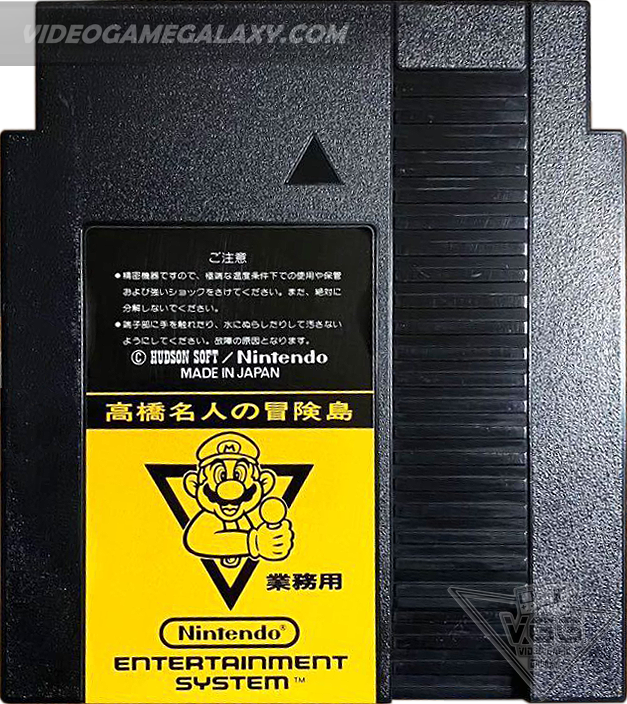 VIDEOGAMEGALAXY.COM
ご注意
●精密機器ですので、極端な温度条件下での使用や保管
および強いショックをさけてください。また、絶対に
分解しないでください。
●端子部に手を触れたり、水にぬらしたりして汚さない
ようにしてください。故障の原因となります。
© HUDSON SOFT / Nintendo
MADE IN JAPAN
高橋名人の冒険島
M
業務用
Nintendo®
ENTERTAINMENT
SYSTEM™
VGG